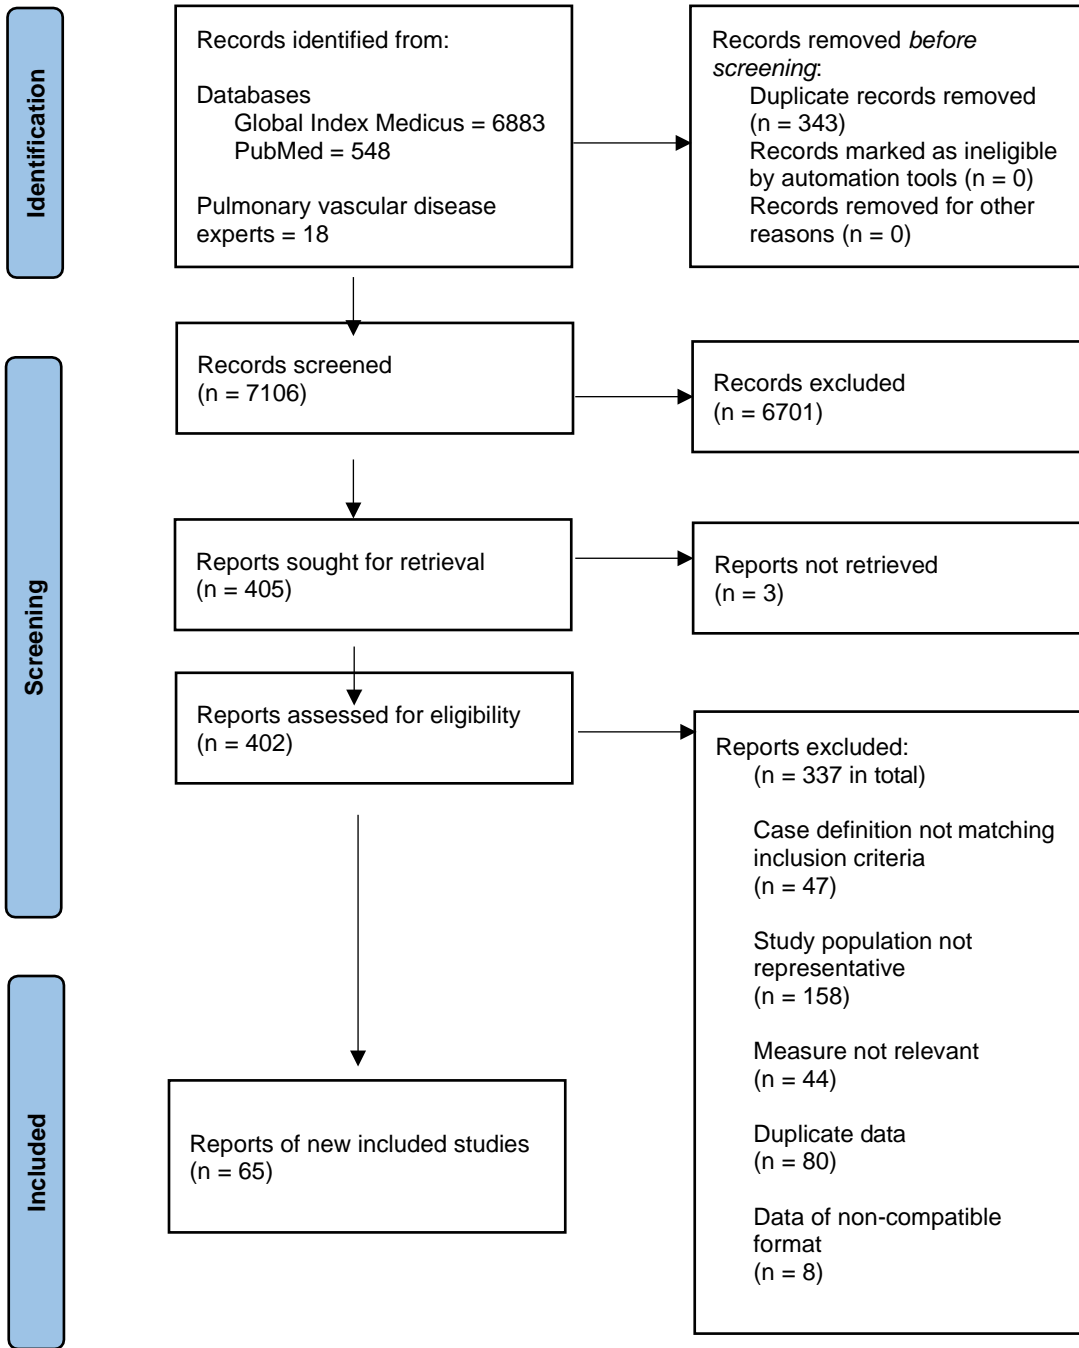 Identification
Records identified from:
Databases
Global Index Medicus = 6883
PubMed = 548
Pulmonary vascular disease
experts = 18
Records removed before
screening:
Duplicate records removed
(n = 343)
Records marked as ineligible
by automation tools (n = 0)
Records removed for other
reasons (n = 0)
Screening
Records screened
(n = 7106)
Records excluded
(n = 6701)
Reports sought for retrieval
(n = 405)
Reports not retrieved
(n = 3)
Reports assessed for eligibility
(n = 402)
Reports excluded:
(n = 337 in total)
Case definition not matching
inclusion criteria
(n = 47)
Study population not
representative
(n = 158)
Measure not relevant
(n = 44)
Duplicate data
(n = 80)
Data of non-compatible
format
(n = 8)
Included
Reports of new included studies
(n = 65)